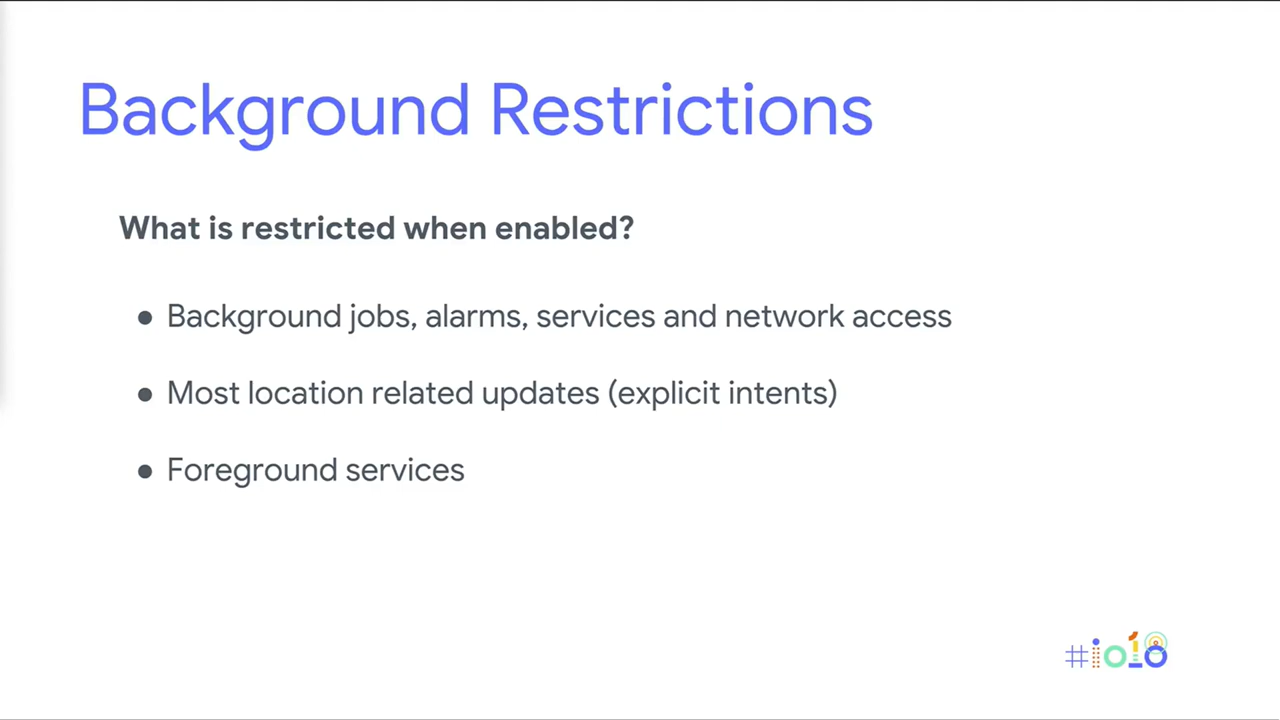 Background Restrictions
What is restricted when enabled?
● Background jobs, alarms, services and network access
● Most location related updates (explicit intents)
● Foreground services
#io18